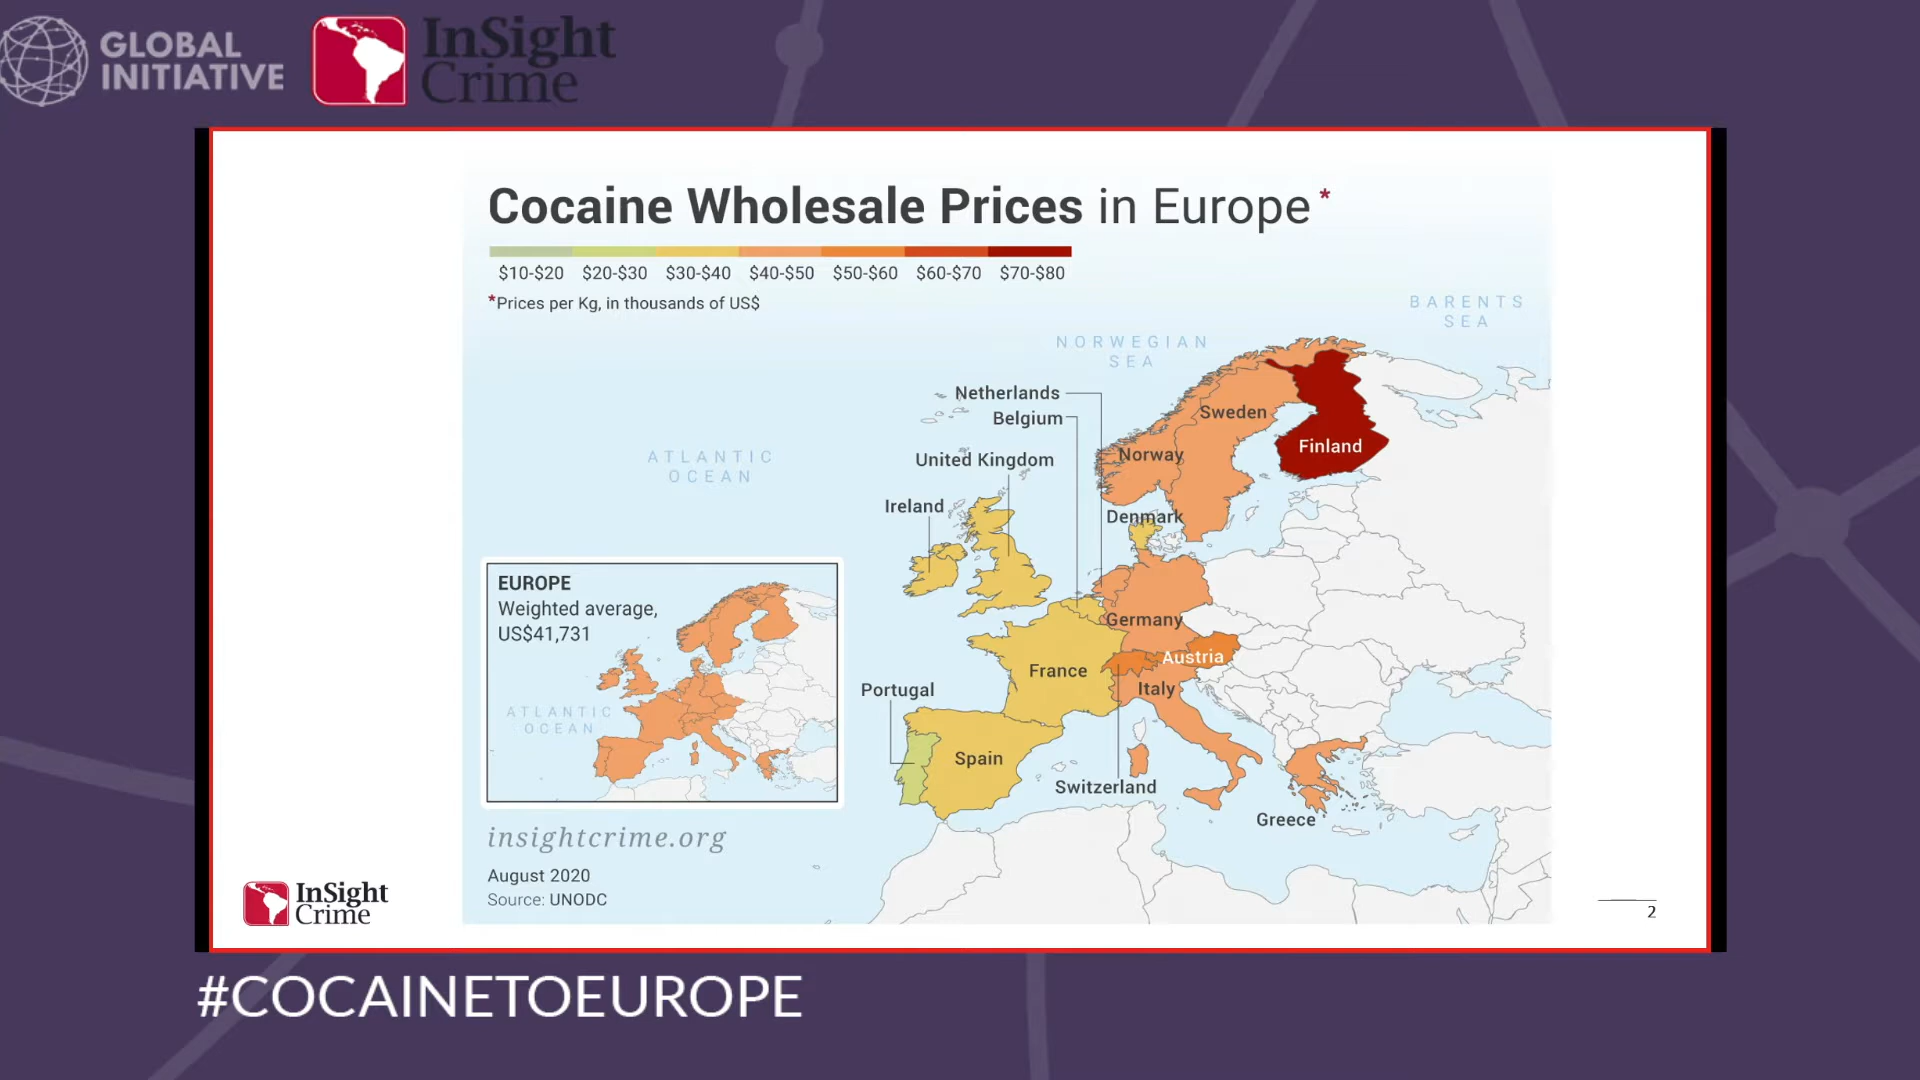 GLOBAL
INITIATIVE
InSight
Crime
Cocaine Wholesale Prices in Europe*
$10-$20 $20-$30 $30-$40 $40-$50 $50-$60 $60-$70 $70-$80
*Prices per Kg, in thousands of US$
BARENTS
SEA
NORWEGIAN
SEA
Netherlands
Belgium
Sweden
Finland
ATLANTIC
OCEAN
United Kingdom
Norway
Ireland
Denmark
EUROPE
Weighted average,
US$41,731
ATLANTIC
OCEAN
Germany
Austria
France
Italy
Portugal
Spain
Switzerland
Greece
insightcrime.org
August 2020
Source: UNODC
InSight
Crime
2
#COCAINETOEUROPE